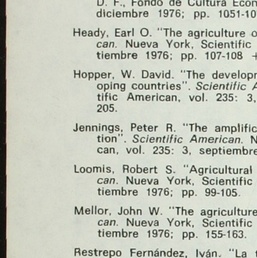 D. F., Fondo de Cultura Econ
diciembre 1976; pp. 1051-10
Heady, Earl O. "The agriculture o
can. Nueva York, Scientific
tiembre 1976; pp. 107-108 +
Hopper, W. David. "The developm
oping countries". Scientific A
tific American, vol. 235: 3,
205.
Jennings, Peter R. "The amplific
tion". Scientific American. N
can, vol. 235: 3, septiembre
Loomis, Robert S. "Agricultural
can. Nueva York, Scientific
tiembre 1976; pp. 99-105.
Mellor, John W. "The agriculture
can. Nueva York, Scientific
tiembre 1976; pp. 155-163.
Restrepo Fernández, Iván. "La